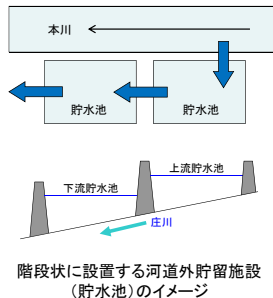 本川
貯水池
貯水池
上流貯水池
下流貯水池
庄川
階段状に設置する河道外貯留施設
（貯水池）のイメージ